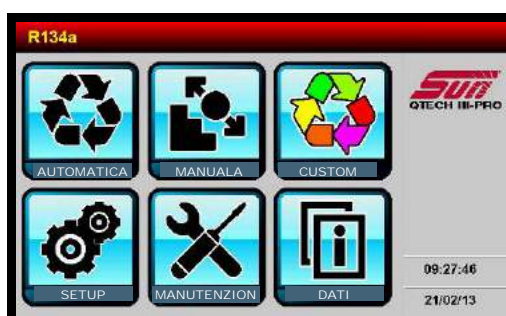 R134a
Sun
QTECH III-PRO
AUTOMATICA
MANUALA
CUSTOM
SETUP
MANUTENZION
DATI
09:27:46
21/02/13